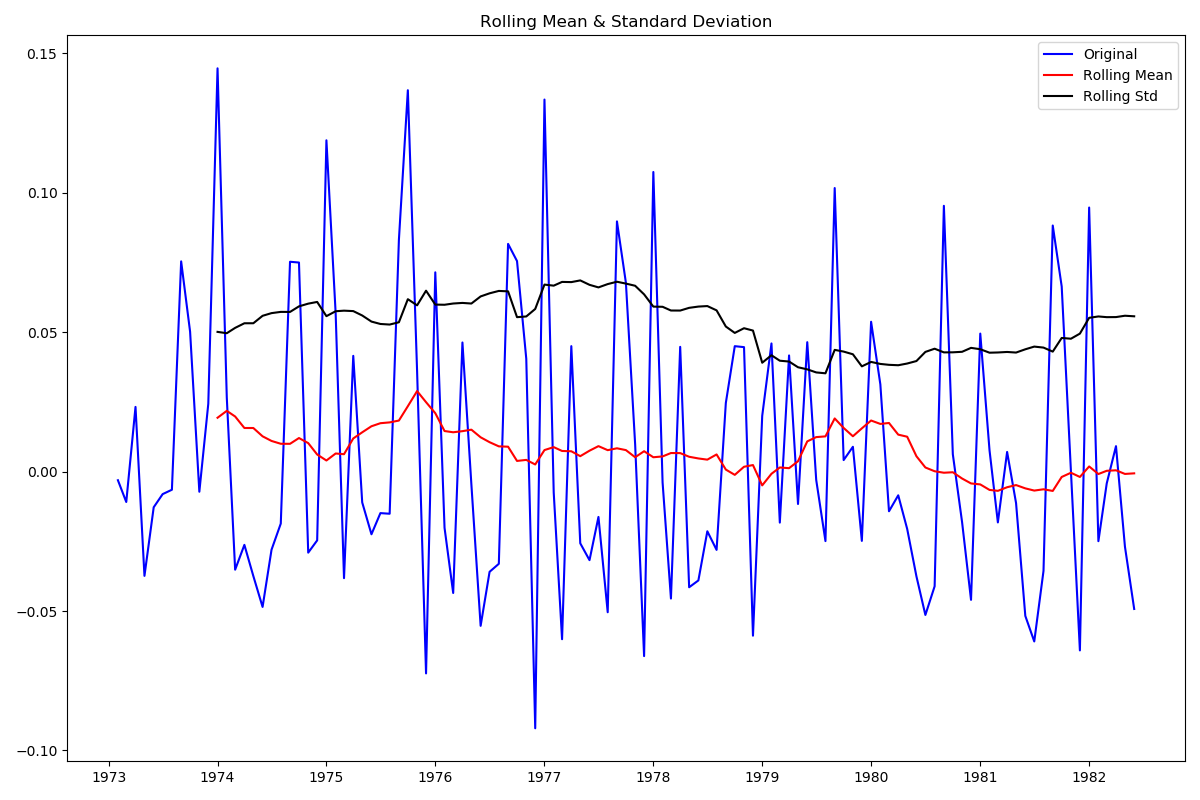 Rolling Mean & Standard Deviation
Original
Rolling Mean
Rolling Std
0.15
0.10
0.05
0.00
−0.05
−0.10
1973 1974 1975 1976 1977 1978 1979 1980 1981 1982